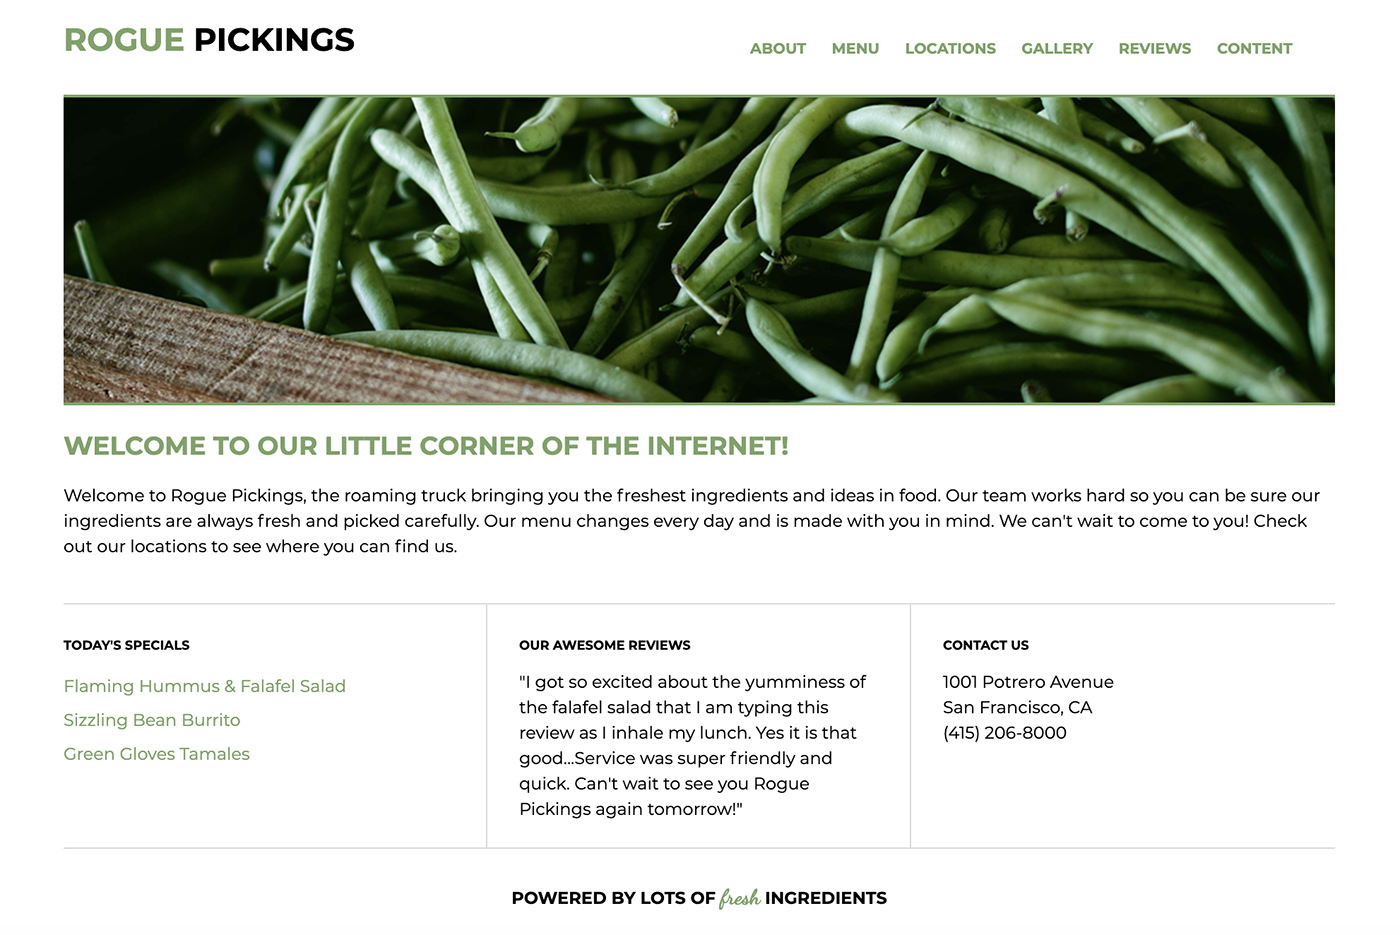 ROGUE PICKINGS
ABOUT MENU LOCATIONS GALLERY REVIEWS CONTENT
WELCOME TO OUR LITTLE CORNER OF THE INTERNET!
Welcome to Rogue Pickings, the roaming truck bringing you the freshest ingredients and ideas in food. Our team works hard so you can be sure our
ingredients are always fresh and picked carefully. Our menu changes every day and is made with you in mind. We can't wait to come to you! Check
out our locations to see where you can find us.
TODAY'S SPECIALS
Flaming Hummus & Falafel Salad
Sizzling Bean Burrito
Green Gloves Tamales
OUR AWESOME REVIEWS
"I got so excited about the yumminess of
the falafel salad that I am typing this
review as I inhale my lunch. Yes it is that
good...Service was super friendly and
quick. Can't wait to see you Rogue
Pickings again tomorrow!"
CONTACT US
1001 Potrero Avenue
San Francisco, CA
(415) 206-8000
POWERED BY LOTS OF fresh INGREDIENTS